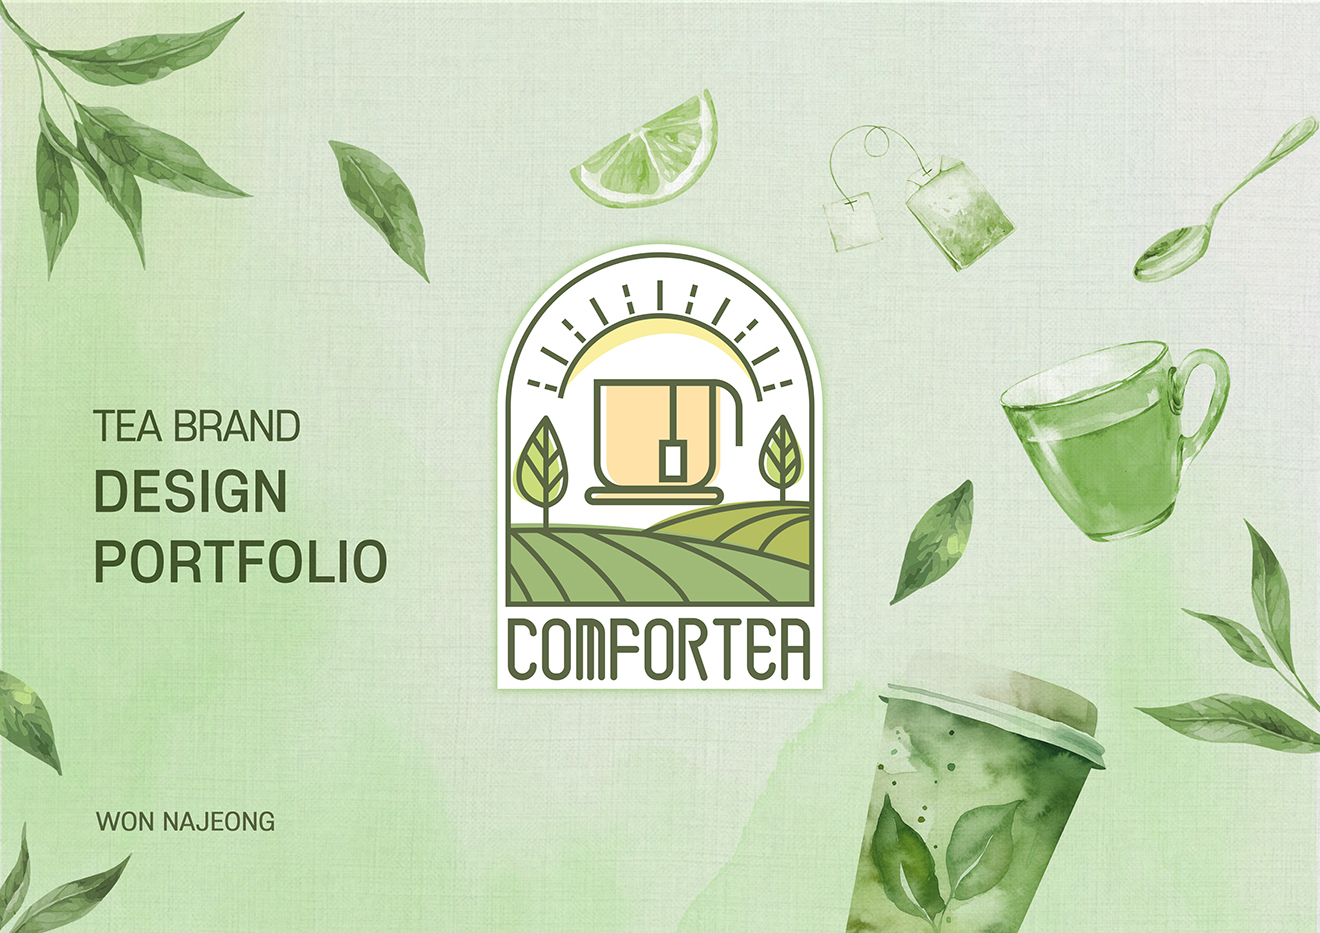 TEA BRAND
DESIGN
PORTFOLIO
COMFORTEA
WON NAJEONG